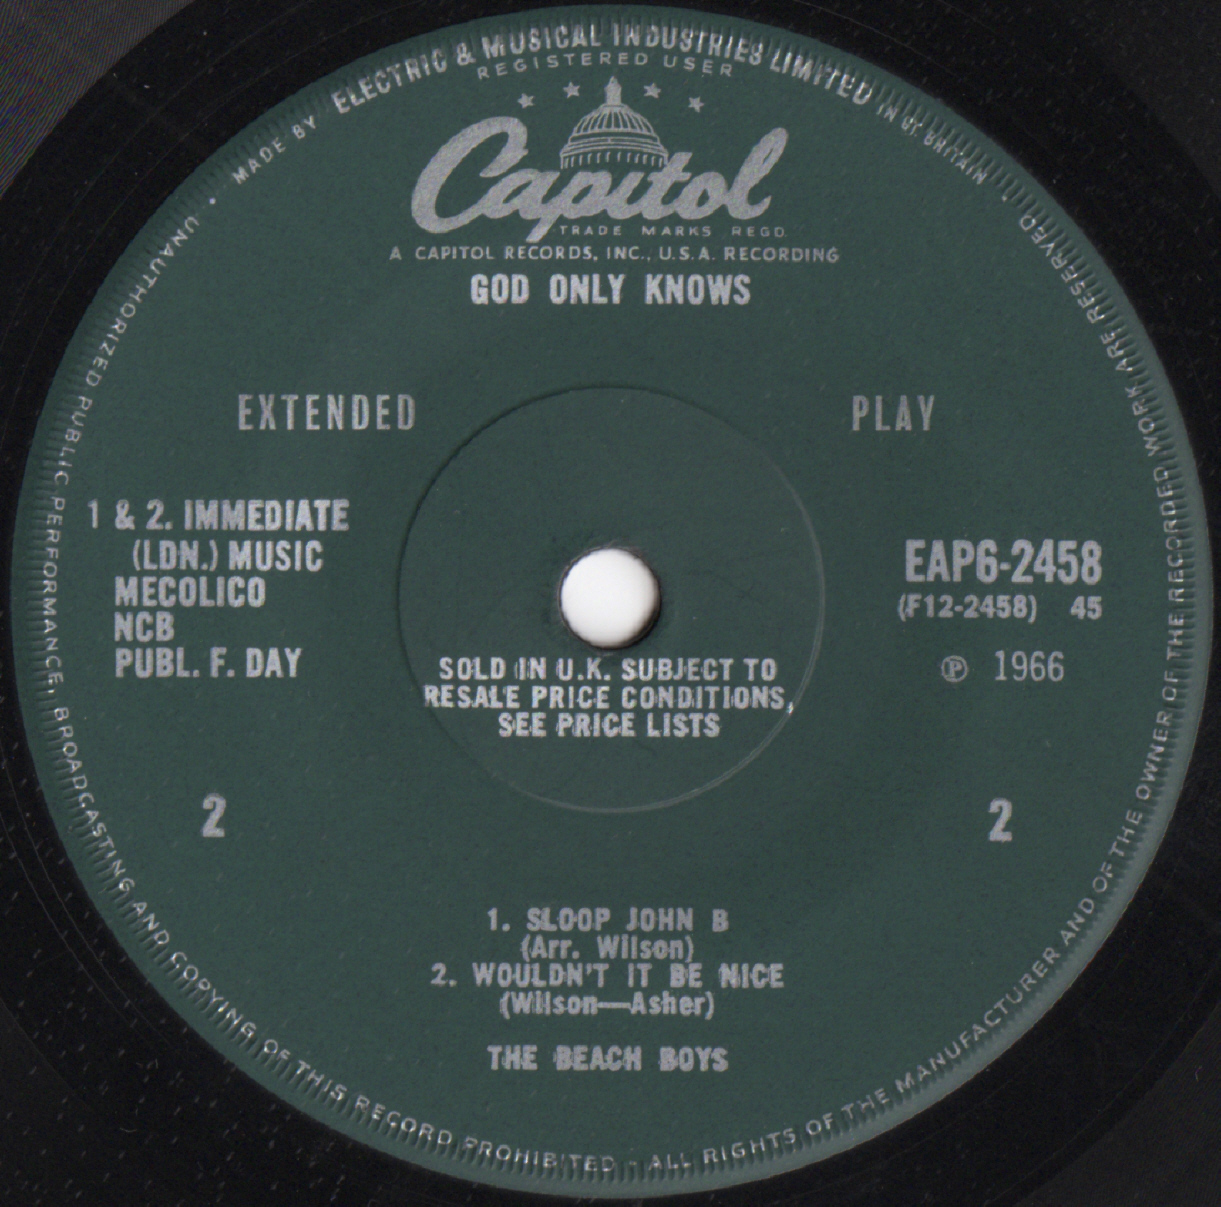 MADE BY ELECTRIC & MUSICAL INDUSTRIES LIMITED IN GT. BRITAIN
REGISTERED USER
Capitol
TRADE MARKS REGD.
A CAPITOL RECORDS, INC., U.S.A. RECORDING
GOD ONLY KNOWS
EXTENDED PLAY
1 & 2. IMMEDIATE
(LDN.) MUSIC
MECOLICO
NCB
PUBL. F. DAY
EAP6-2458
(F12-2458) 45
℗ 1966
SOLD IN U.K. SUBJECT TO
RESALE PRICE CONDITIONS,
SEE PRICE LISTS
2 2
1. SLOOP JOHN B
(Arr. Wilson)
2. WOULDN'T IT BE NICE
(Wilson—Asher)
THE BEACH BOYS
UNAUTHORIZED PUBLIC PERFORMANCE, BROADCASTING AND COPYING OF THIS RECORD PROHIBITED - ALL RIGHTS OF THE MANUFACTURER AND OF THE OWNER OF THE RECORDED WORK ARE RESERVED